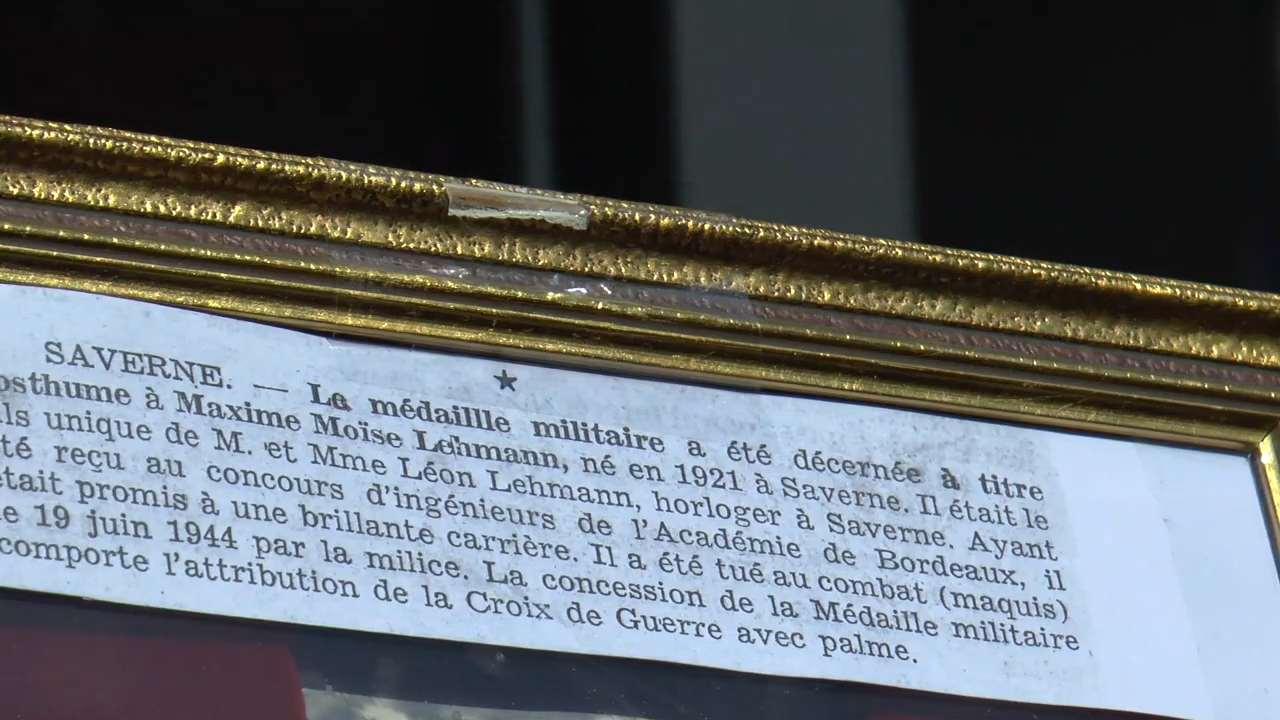 ★
SAVERNE. — La médaillle militaire a été décernée à titre
osthume à Maxime Moïse Lehmann, né en 1921 à Saverne. Il était le
ls unique de M. et Mme Léon Lehmann, horloger à Saverne. Ayant
té reçu au concours d'ingénieurs de l'Académie de Bordeaux, il
était promis à une brillante carrière. Il a été tué au combat (maquis)
e 19 juin 1944 par la milice. La concession de la Médaille militaire
comporte l'attribution de la Croix de Guerre avec palme.